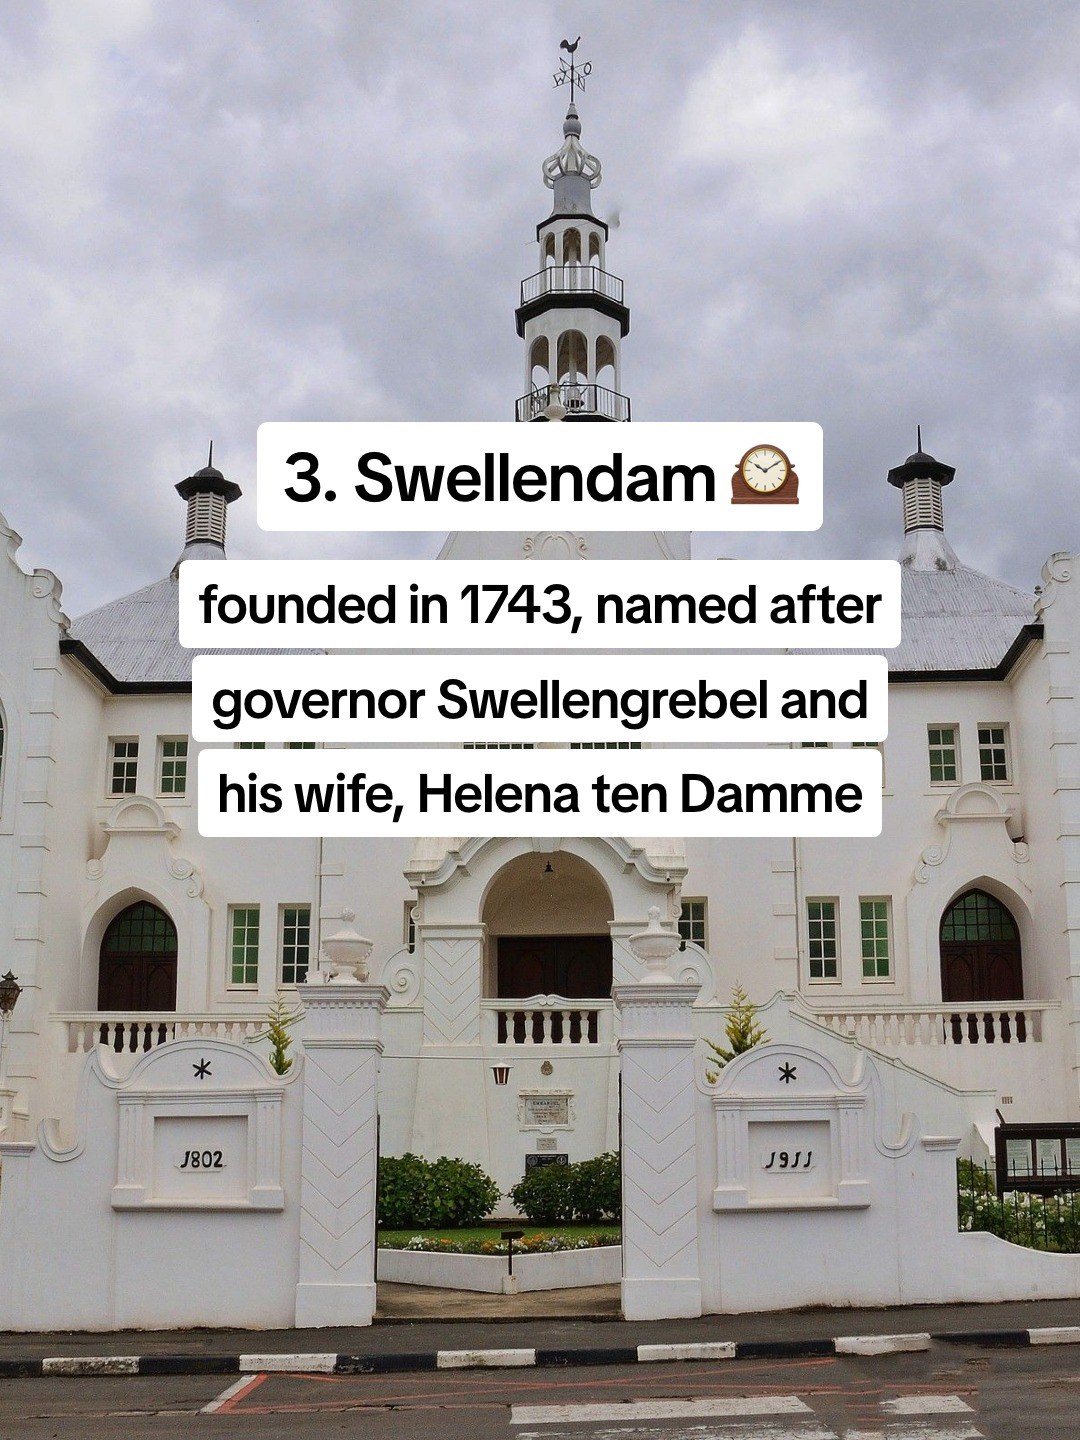 3. Swellendam 🕰️
founded in 1743, named after
governor Swellengrebel and
his wife, Helena ten Damme
1802
1911